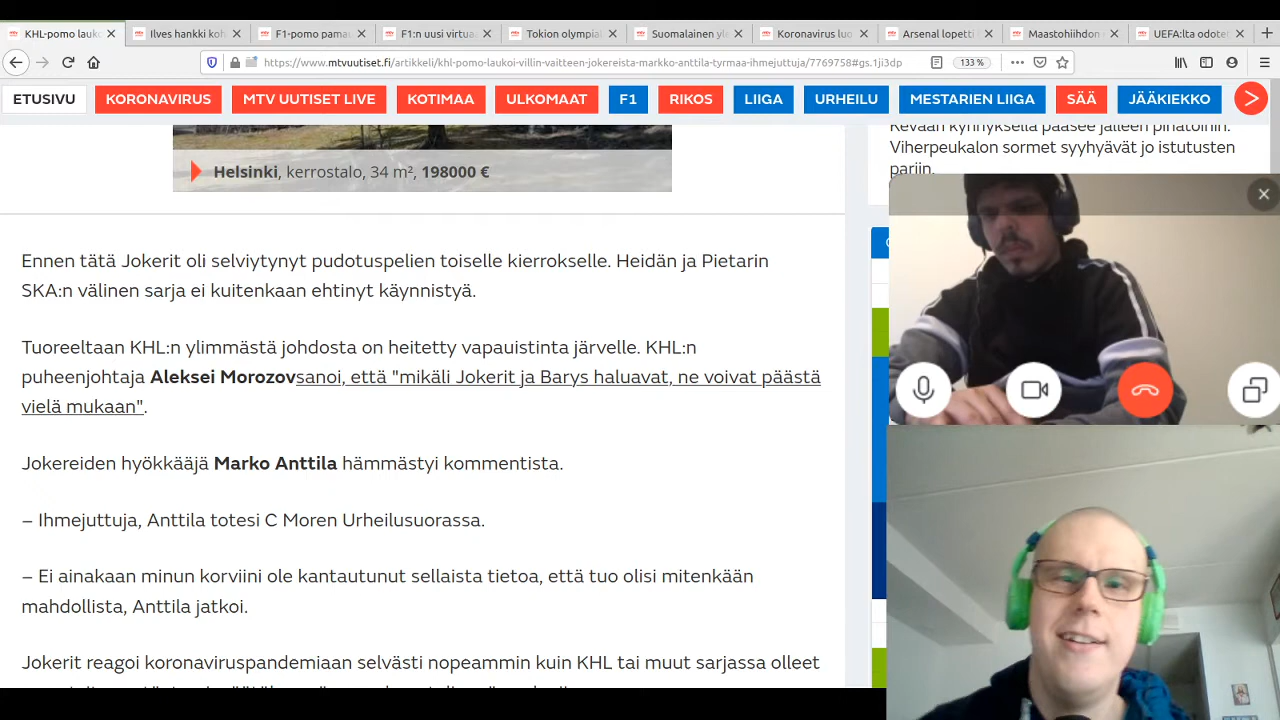 KHL-pomo lauko
Ilves hankki koh
F1-pomo pamau
F1:n uusi virtua
Tokion olympial
Suomalainen yle
Koronavirus luo
Arsenal lopetti l
Maastohiihdon
UEFA:lta odotet
https://www.mtvuutiset.fi/artikkeli/khl-pomo-laukoi-villin-vaitteen-jokereista-markko-anttila-tyrmaa-ihmejuttuja/7769758#gs.1ji3dp
133 %
ETUSIVU
KORONAVIRUS
MTV UUTISET LIVE
KOTIMAA
ULKOMAAT
F1
RIKOS
LIIGA
URHEILU
MESTARIEN LIIGA
SÄÄ
JÄÄKIEKKO
Helsinki, kerrostalo, 34 m², 198000 €
Kevään kynnyksellä pääsee jälleen pihatöihin.
Viherpeukalon sormet syyhyävät jo istutusten
pariin.
Ennen tätä Jokerit oli selviytynyt pudotuspelien toiselle kierrokselle. Heidän ja Pietarin
SKA:n välinen sarja ei kuitenkaan ehtinyt käynnistyä.
Tuoreeltaan KHL:n ylimmästä johdosta on heitetty vapauistinta järvelle. KHL:n
puheenjohtaja Aleksei Morozovsanoi, että "mikäli Jokerit ja Barys haluavat, ne voivat päästä
vielä mukaan".
Jokereiden hyökkääjä Marko Anttila hämmästyi kommentista.
– Ihmejuttuja, Anttila totesi C Moren Urheilusuorassa.
– Ei ainakaan minun korviini ole kantautunut sellaista tietoa, että tuo olisi mitenkään
mahdollista, Anttila jatkoi.
Jokerit reagoi koronaviruspandemiaan selvästi nopeammin kuin KHL tai muut sarjassa olleet